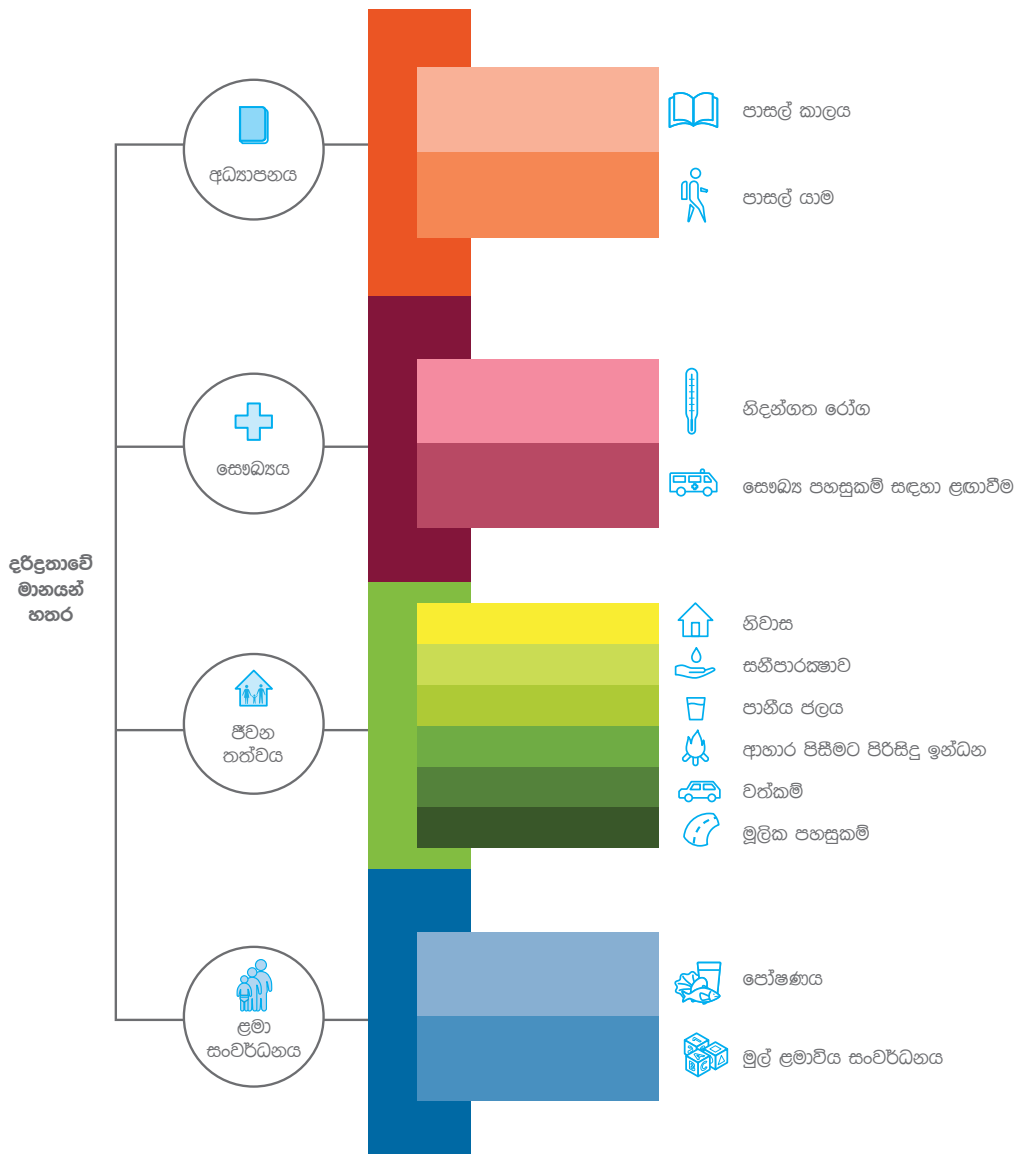 දරිද්‍රතාවේ
මානයන්
හතර
අධ්‍යාපනය
පාසල් කාලය
පාසල් යාම
සෞඛ්‍යය
නිදන්ගත රෝග
සෞඛ්‍ය පහසුකම් සඳහා ළඟාවීම
ජීවන
තත්වය
නිවාස
සනීපාරක්‍ෂාව
පානීය ජලය
ආහාර පිසීමට පිරිසිදු ඉන්ධන
වත්කම්
මූලික පහසුකම්
ළමා
සංවර්ධනය
පෝෂණය
මුල් ළමාවිය සංවර්ධනය